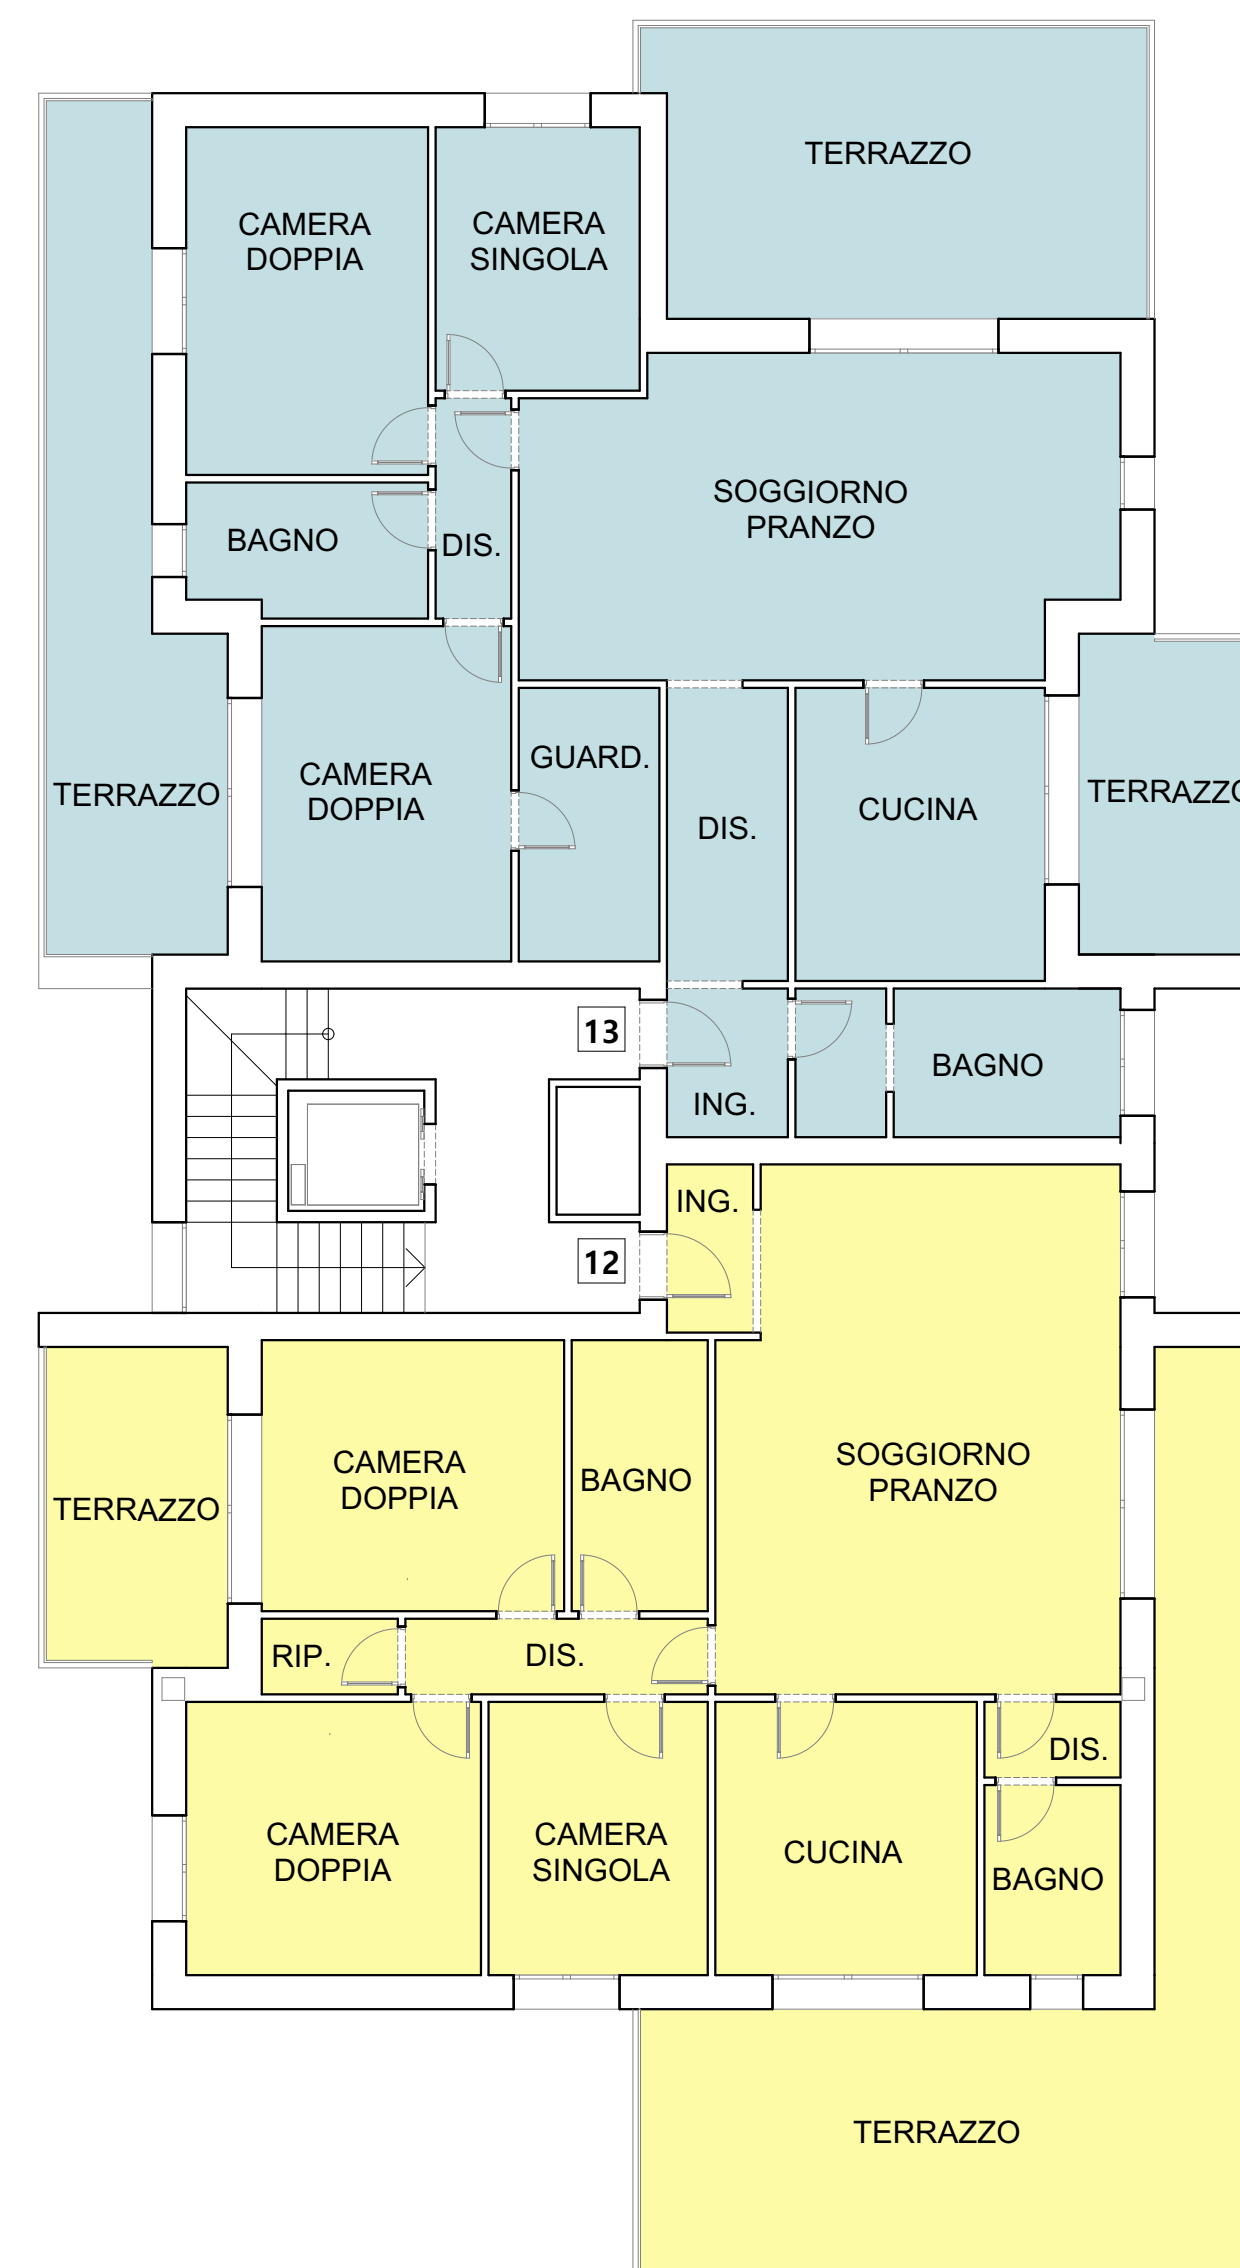 TERRAZZO
CAMERA
DOPPIA
CAMERA
SINGOLA
SOGGIORNO
PRANZO
BAGNO
DIS.
GUARD.
CAMERA
DOPPIA
TERRAZZO
DIS.
CUCINA
TERRAZZO
13
BAGNO
ING.
ING.
12
CAMERA
DOPPIA
BAGNO
SOGGIORNO
PRANZO
TERRAZZO
RIP.
DIS.
DIS.
CAMERA
DOPPIA
CAMERA
SINGOLA
CUCINA
BAGNO
TERRAZZO